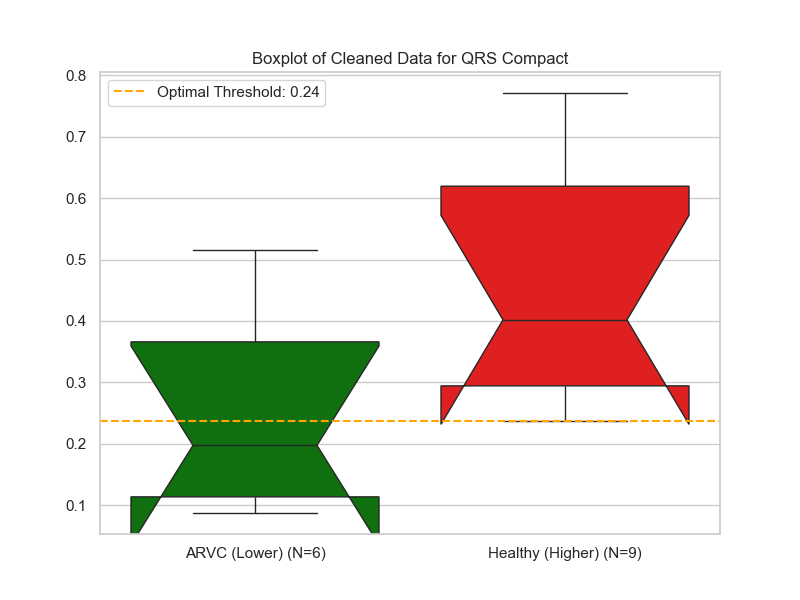 Boxplot of Cleaned Data for QRS Compact
Optimal Threshold: 0.24
0.8
0.7
0.6
0.5
0.4
0.3
0.2
0.1
ARVC (Lower) (N=6)
Healthy (Higher) (N=9)